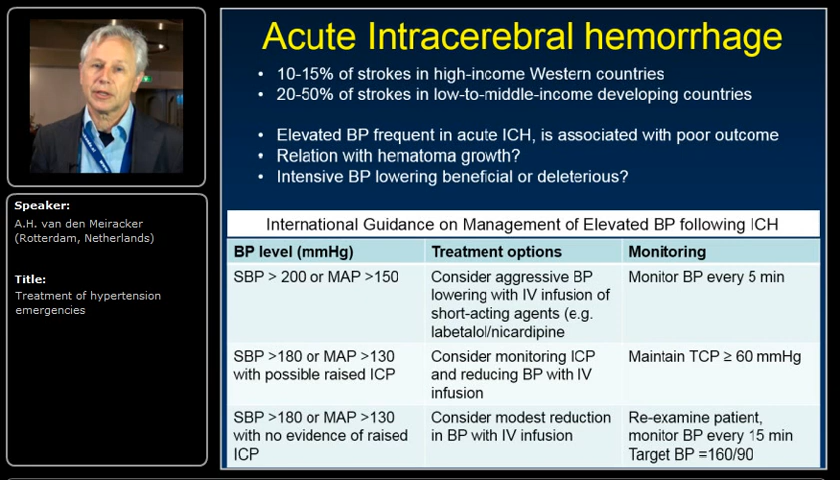 Acute Intracerebral hemorrhage
• 10-15% of strokes in high-income Western countries
• 20-50% of strokes in low-to-middle-income developing countries
• Elevated BP frequent in acute ICH, is associated with poor outcome
• Relation with hematoma growth?
• Intensive BP lowering beneficial or deleterious?
Speaker:
A.H. van den Meiracker
(Rotterdam, Netherlands)
Title:
Treatment of hypertension
emergencies
International Guidance on Management of Elevated BP following ICH
BP level (mmHg)
Treatment options
Monitoring
SBP > 200 or MAP >150
Consider aggressive BP
lowering with IV infusion of
short-acting agents (e.g.
labetalol/nicardipine
Monitor BP every 5 min
SBP >180 or MAP >130
with possible raised ICP
Consider monitoring ICP
and reducing BP with IV
infusion
Maintain TCP ≥ 60 mmHg
SBP >180 or MAP >130
with no evidence of raised
ICP
Consider modest reduction
in BP with IV infusion
Re-examine patient,
monitor BP every 15 min
Target BP =160/90